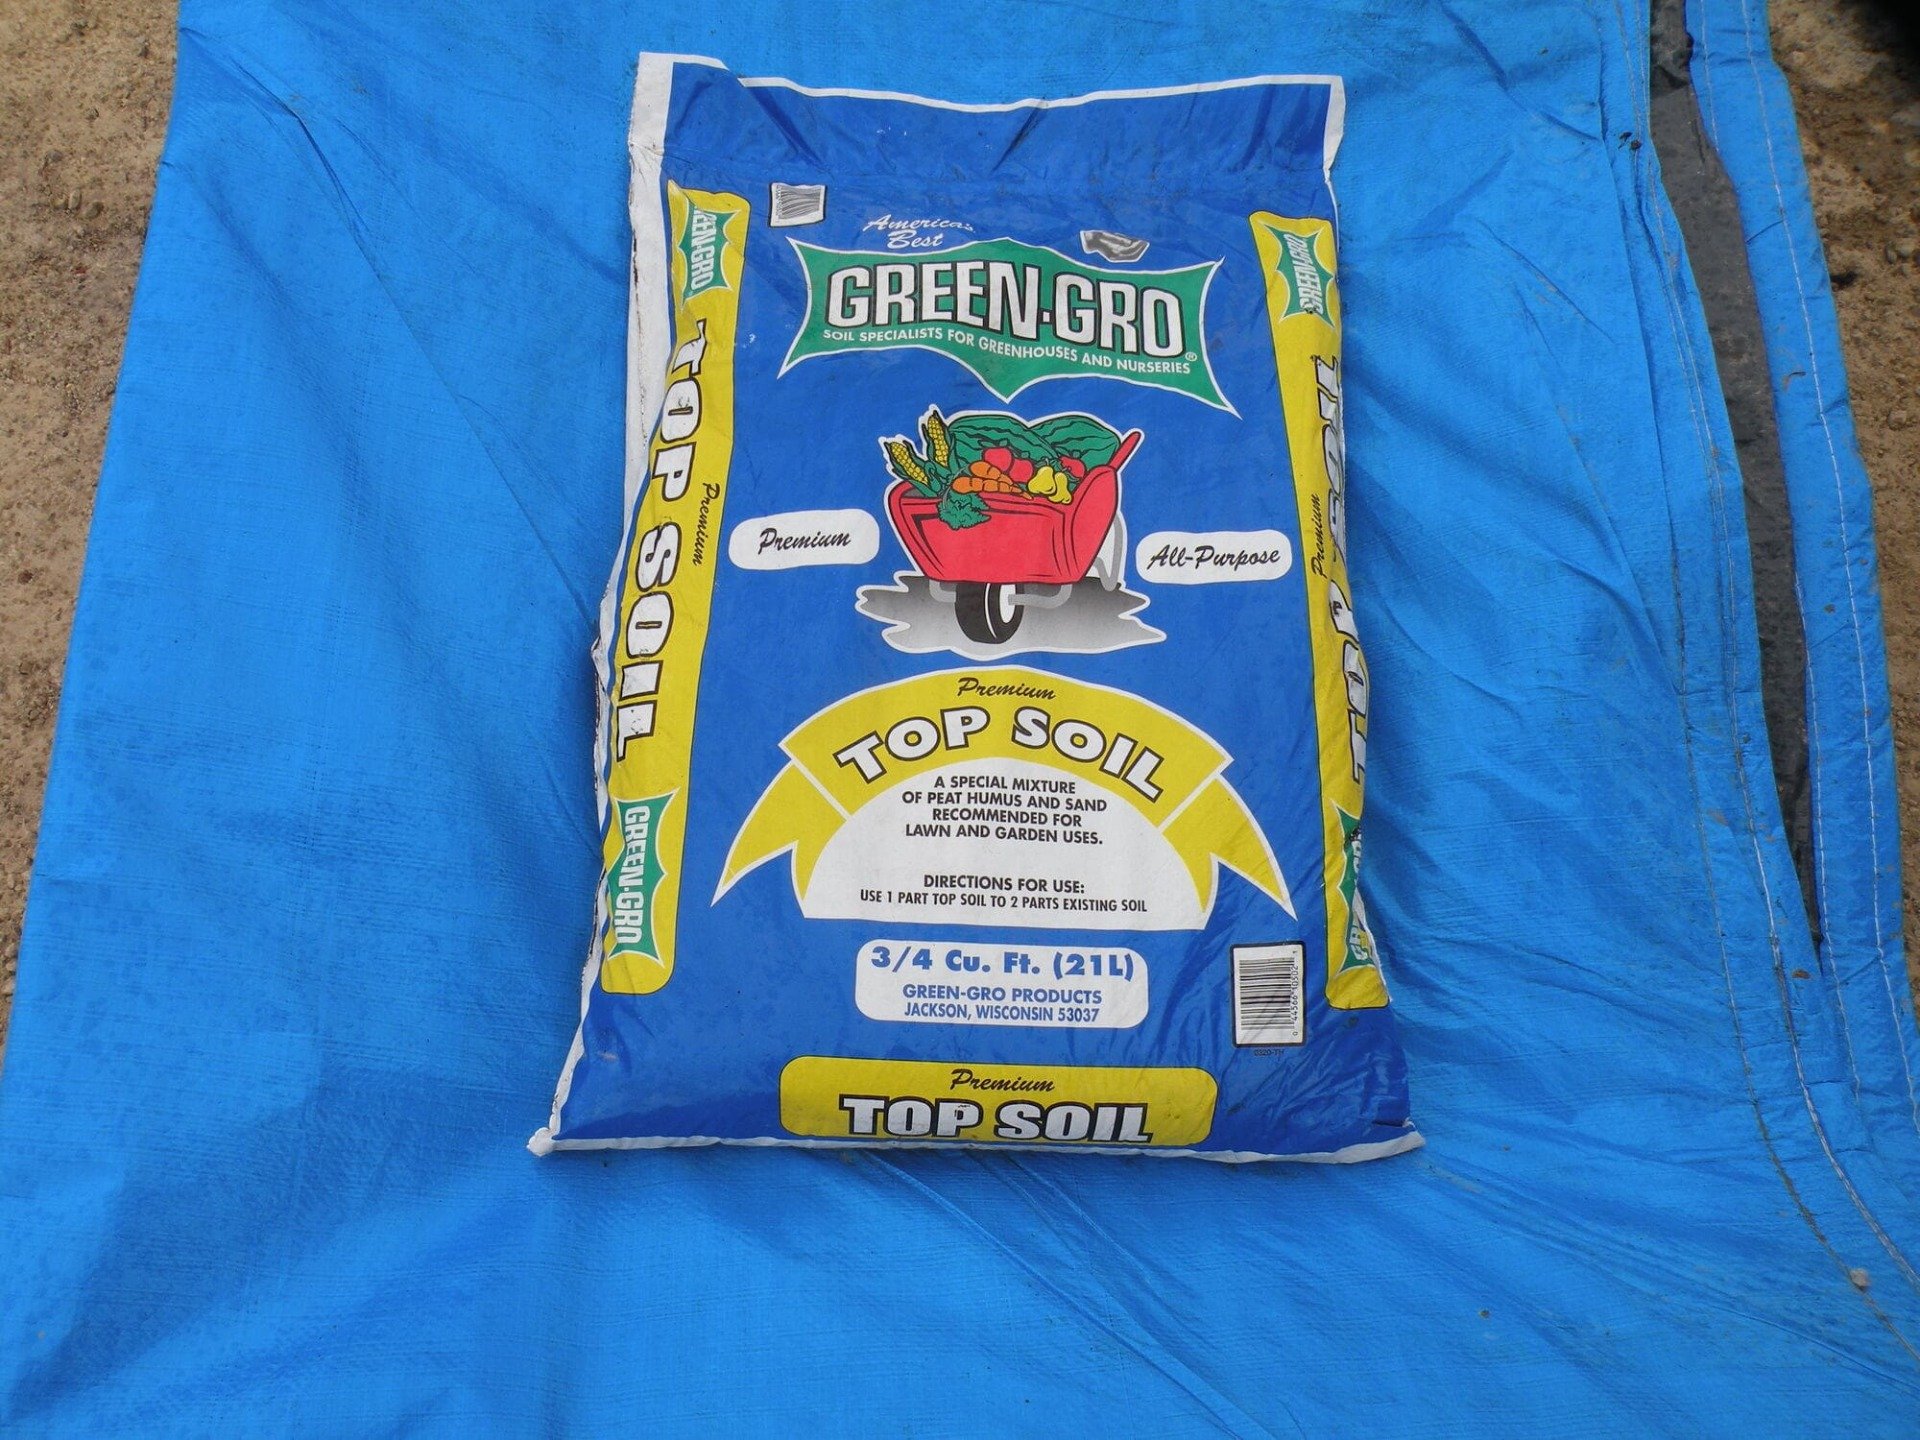 America's
Best
GREEN-GRO®
SOIL SPECIALISTS FOR GREENHOUSES AND NURSERIES
Premium
All-Purpose
Premium
TOP SOIL
A SPECIAL MIXTURE
OF PEAT HUMUS AND SAND
RECOMMENDED FOR
LAWN AND GARDEN USES.
DIRECTIONS FOR USE:
USE 1 PART TOP SOIL TO 2 PARTS EXISTING SOIL
3/4 Cu. Ft. (21L)
GREEN-GRO PRODUCTS
JACKSON, WISCONSIN 53037
Premium
TOP SOIL
GREEN-GRO
Premium
TOP SOIL
GREEN-GRO
GREEN-GRO
Premium
TOP SOIL
GREEN-GRO